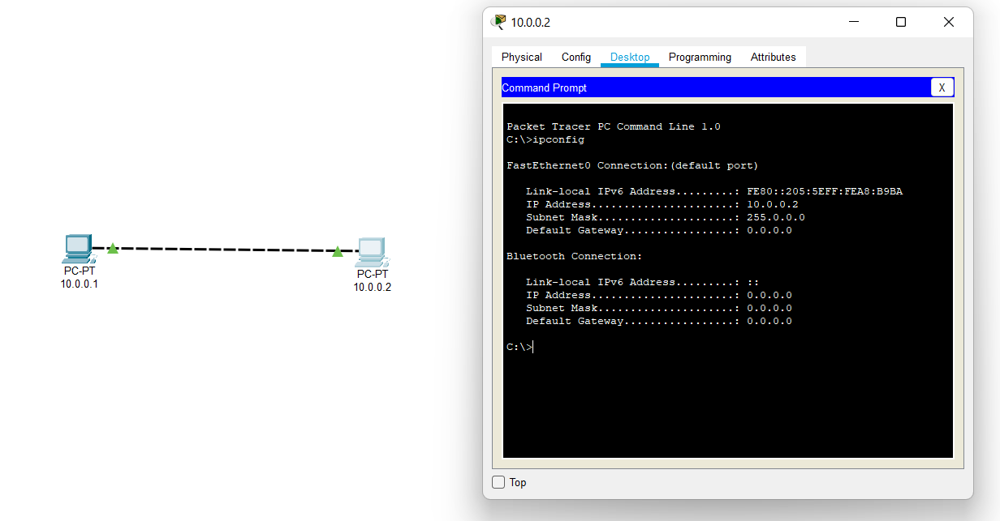 PC-PT
10.0.0.1
PC-PT
10.0.0.2
10.0.0.2
Physical Config Desktop Programming Attributes
Command Prompt X
Packet Tracer PC Command Line 1.0
C:\>ipconfig
FastEthernet0 Connection:(default port)
Link-local IPv6 Address.........: FE80::205:5EFF:FEA8:B9BA
IP Address......................: 10.0.0.2
Subnet Mask.....................: 255.0.0.0
Default Gateway.................: 0.0.0.0
Bluetooth Connection:
Link-local IPv6 Address.........: ::
IP Address......................: 0.0.0.0
Subnet Mask.....................: 0.0.0.0
Default Gateway.................: 0.0.0.0
C:\>
Top